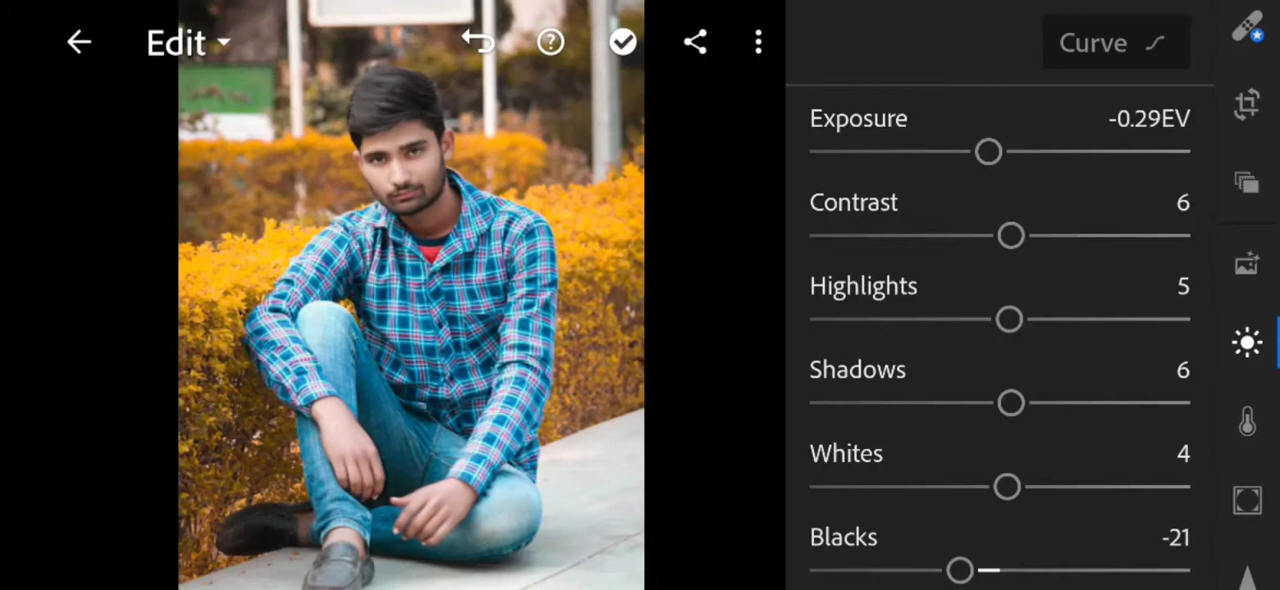 Edit
Curve
Exposure -0.29EV
Contrast 6
Highlights 5
Shadows 6
Whites 4
Blacks -21